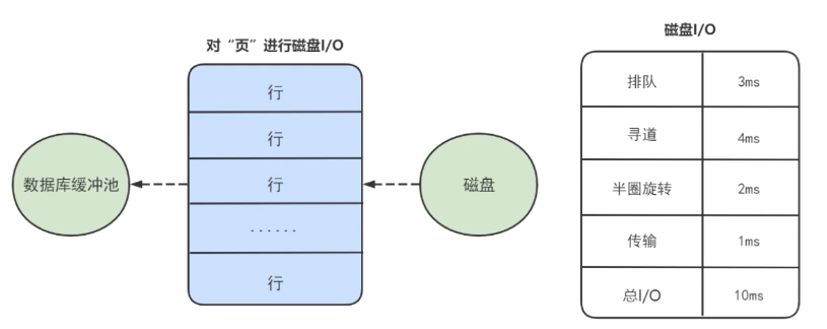 对“页”进行磁盘I/O
行
行
数据库缓冲池
行
磁盘
......
行
磁盘I/O
排队 3ms
寻道 4ms
半圈旋转 2ms
传输 1ms
总I/O 10ms